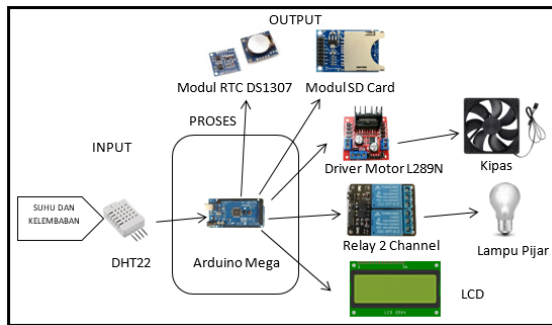 OUTPUT
Modul RTC DS1307
Modul SD Card
PROSES
INPUT
Driver Motor L289N
Kipas
SUHU DAN
KELEMBABAN
DHT22
Arduino Mega
Relay 2 Channel
Lampu Pijar
LCD